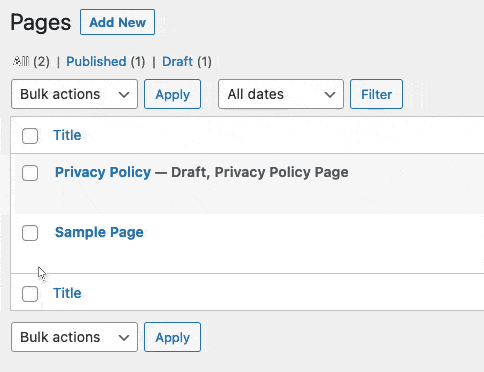 Pages Add New
All (2) | Published (1) | Draft (1)
Bulk actions Apply All dates Filter
Title
Privacy Policy — Draft, Privacy Policy Page
Sample Page
Title
Bulk actions Apply